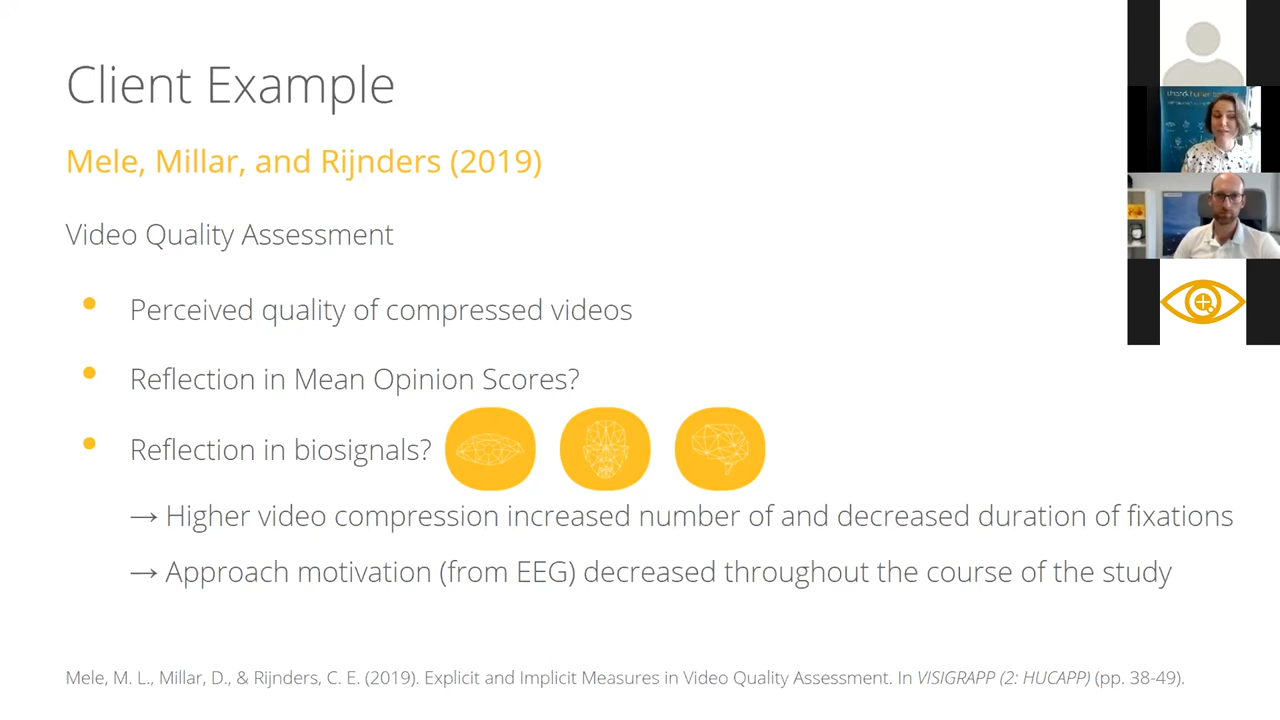 Client Example
Mele, Millar, and Rijnders (2019)
Video Quality Assessment
• Perceived quality of compressed videos
• Reflection in Mean Opinion Scores?
• Reflection in biosignals?
→ Higher video compression increased number of and decreased duration of fixations
→ Approach motivation (from EEG) decreased throughout the course of the study
Mele, M. L., Millar, D., & Rijnders, C. E. (2019). Explicit and Implicit Measures in Video Quality Assessment. In VISIGRAPP (2: HUCAPP) (pp. 38-49).